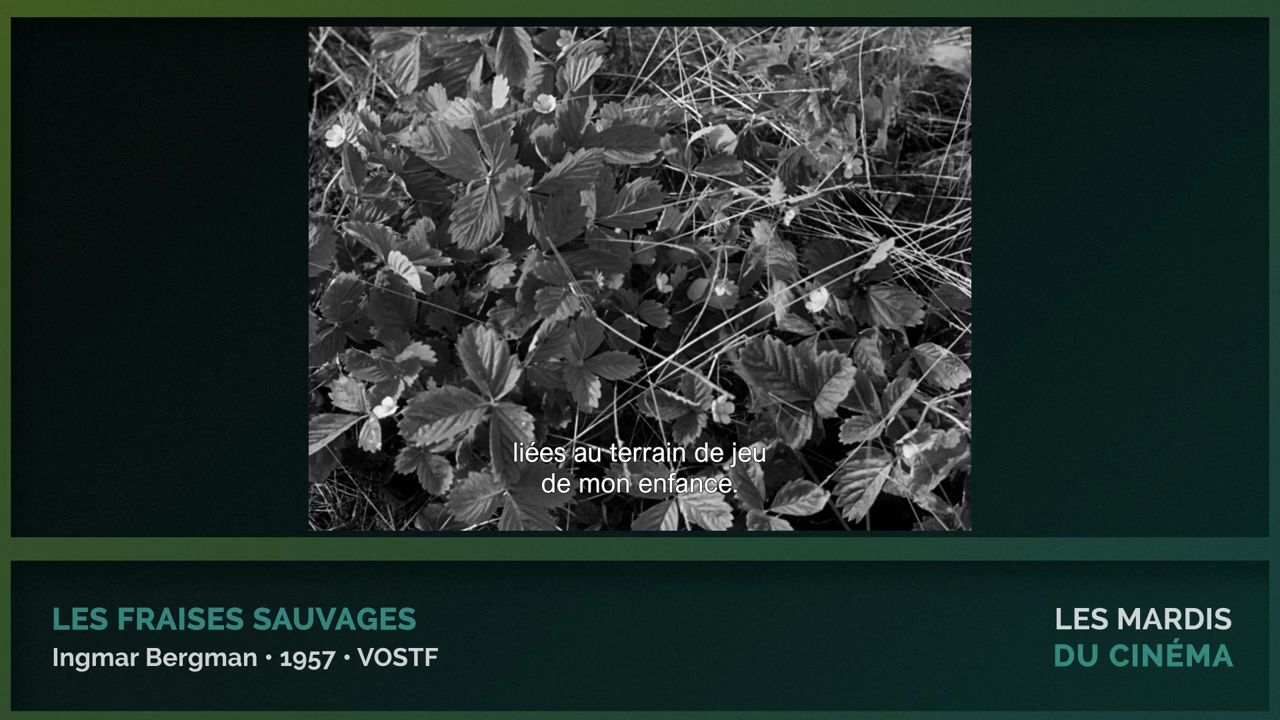 liées au terrain de jeu
de mon enfance.
LES FRAISES SAUVAGES
Ingmar Bergman • 1957 • VOSTF
LES MARDIS
DU CINÉMA